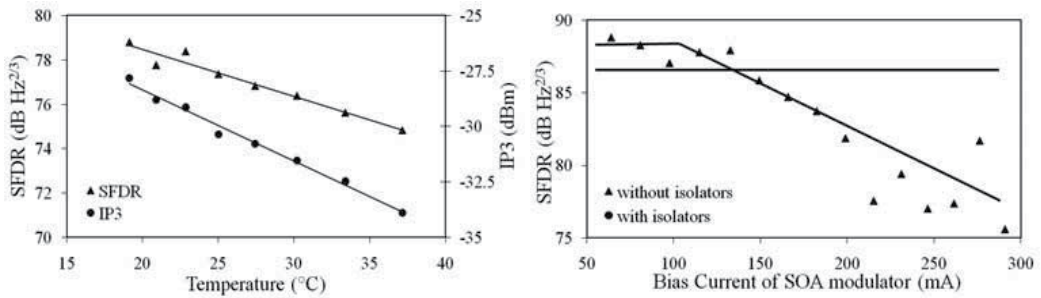 80
78
76
74
72
70
SFDR (dB Hz2/3)
-25
-27.5
-30
-32.5
-35
IP3 (dBm)
▲ SFDR
● IP3
15 20 25 30 35 40
Temperature (°C)
90
85
80
75
SFDR (dB Hz2/3)
▲ without isolators
● with isolators
50 100 150 200 250 300
Bias Current of SOA modulator (mA)